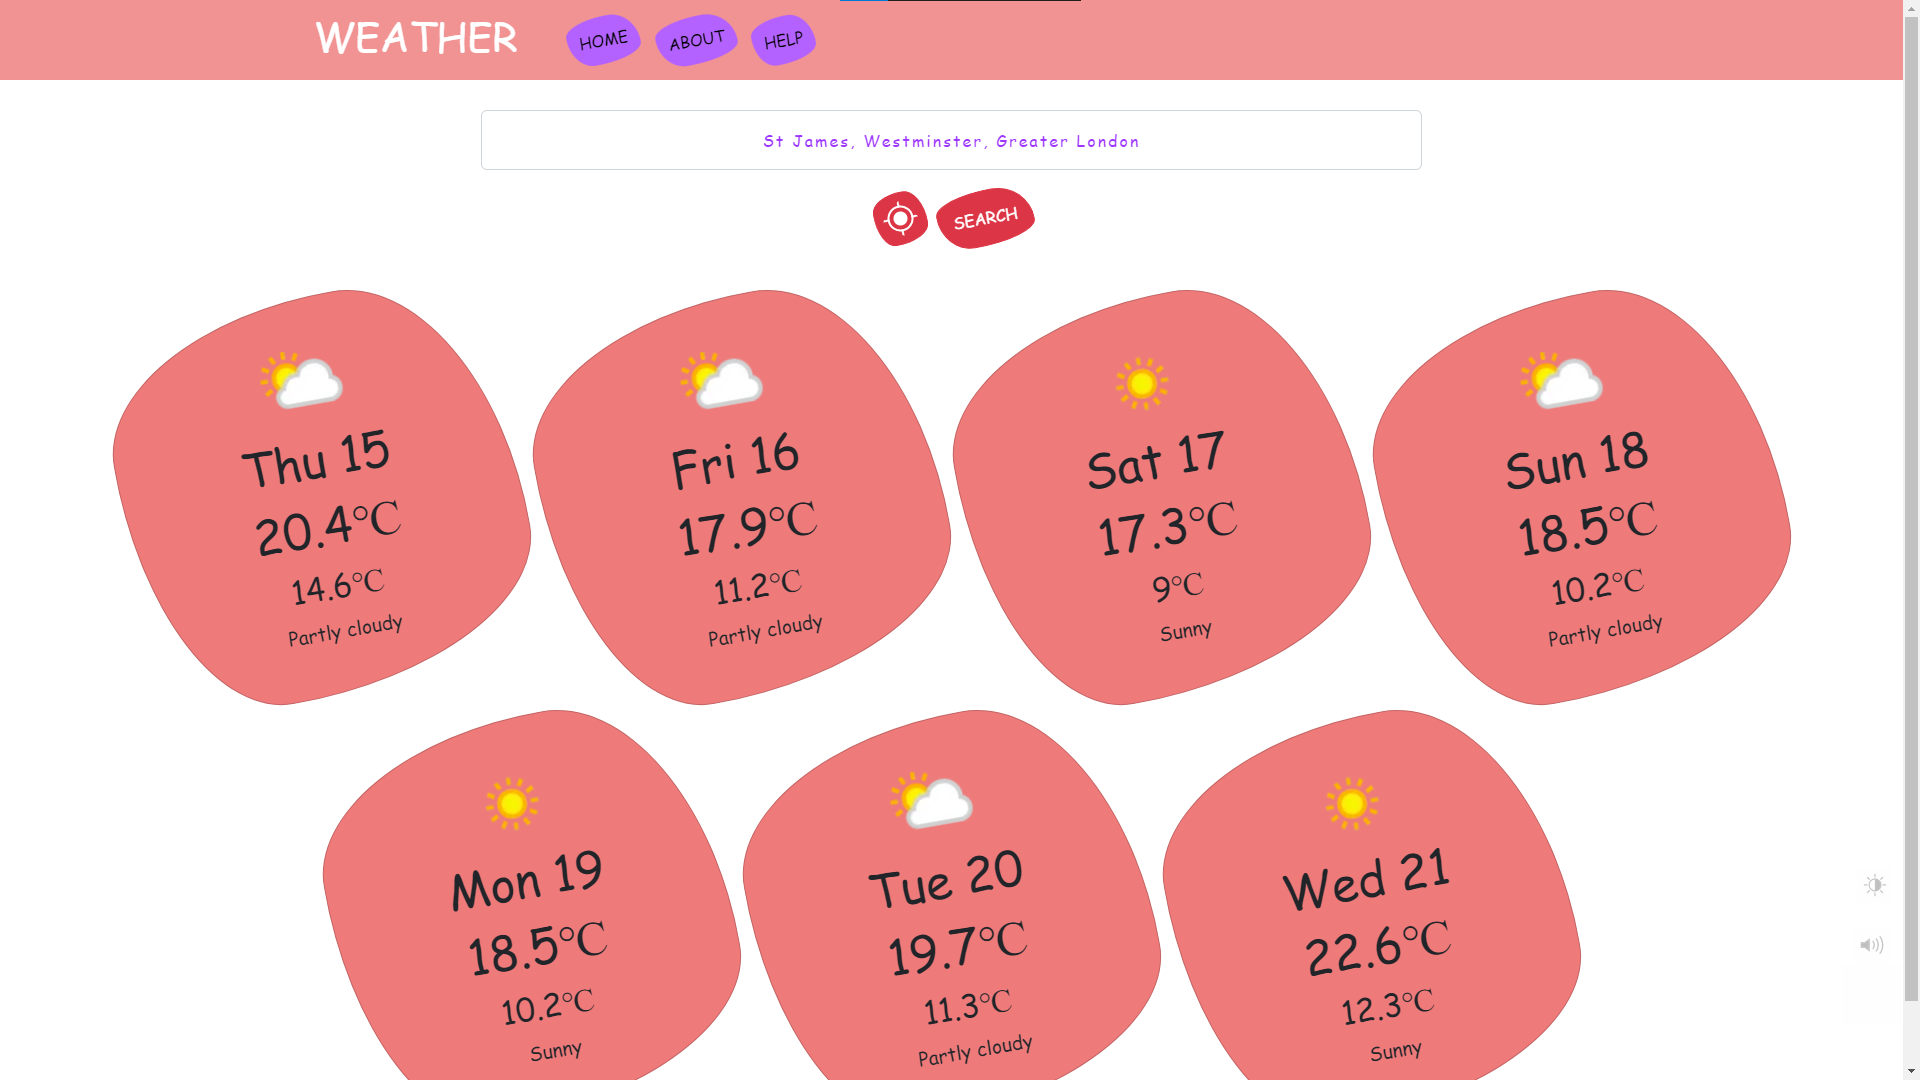 WEATHER
HOME
ABOUT
HELP
St James, Westminster, Greater London
SEARCH
Thu 15
20.4°C
14.6°C
Partly cloudy
Fri 16
17.9°C
11.2°C
Partly cloudy
Sat 17
17.3°C
9°C
Sunny
Sun 18
18.5°C
10.2°C
Partly cloudy
Mon 19
18.5°C
10.2°C
Sunny
Tue 20
19.7°C
11.3°C
Partly cloudy
Wed 21
22.6°C
12.3°C
Sunny